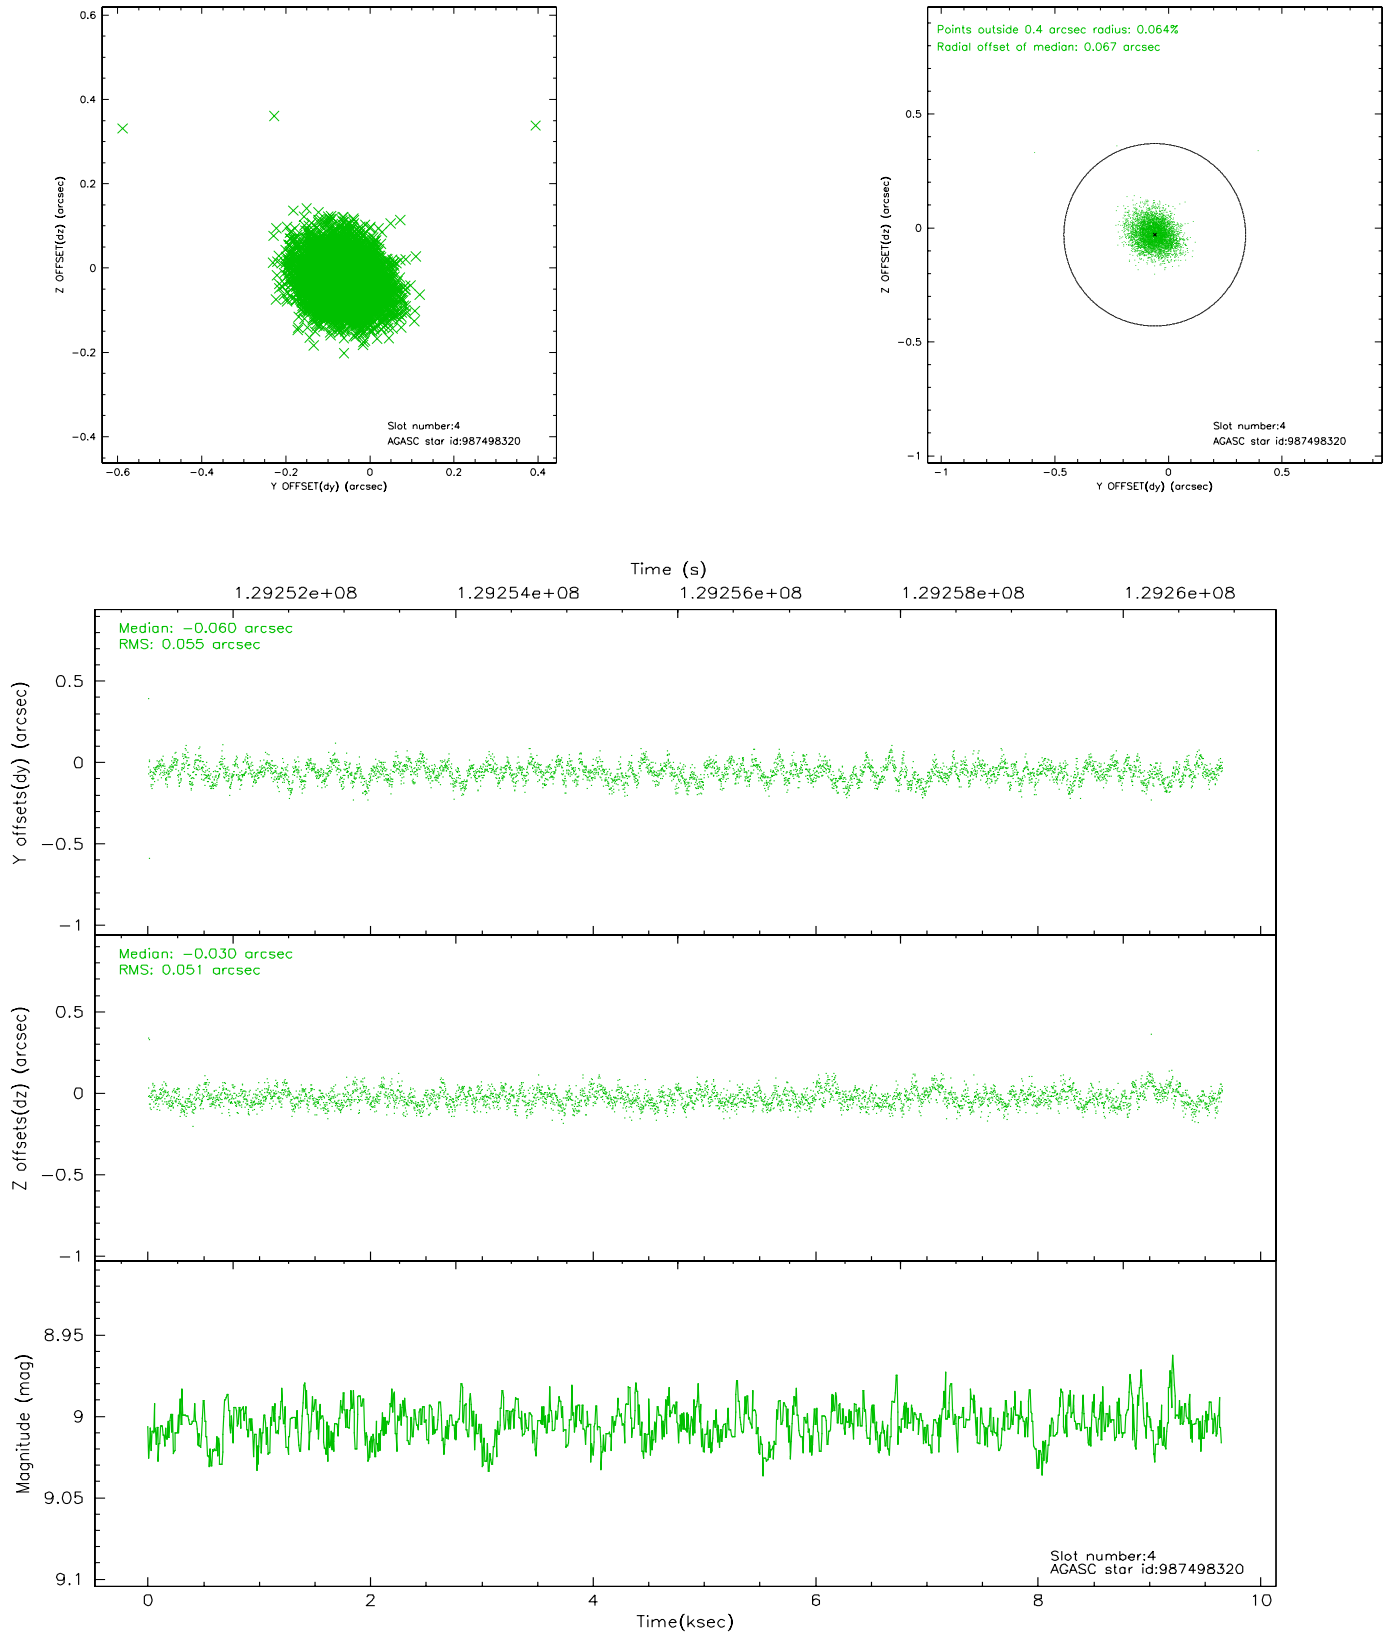 0.6
0.4
0.2
0
−0.2
−0.4
Z OFFSET(dz) (arcsec)
−0.6 −0.4 −0.2 0 0.2 0.4
Y OFFSET(dy) (arcsec)
Slot number:4
AGASC star id:987498320
Points outside 0.4 arcsec radius: 0.064%
Radial offset of median: 0.067 arcsec
0.5
0
−0.5
−1
Z OFFSET(dz) (arcsec)
−1 −0.5 0 0.5
Y OFFSET(dy) (arcsec)
Slot number:4
AGASC star id:987498320
Time (s)
1.29252e+08 1.29254e+08 1.29256e+08 1.29258e+08 1.2926e+08
Median: −0.060 arcsec
RMS: 0.055 arcsec
0.5
0
−0.5
−1
Y offsets(dy) (arcsec)
Median: −0.030 arcsec
RMS: 0.051 arcsec
0.5
0
−0.5
−1
Z offsets(dz) (arcsec)
8.95
9
9.05
9.1
Magnitude (mag)
Slot number:4
AGASC star id:987498320
0 2 4 6 8 10
Time(ksec)